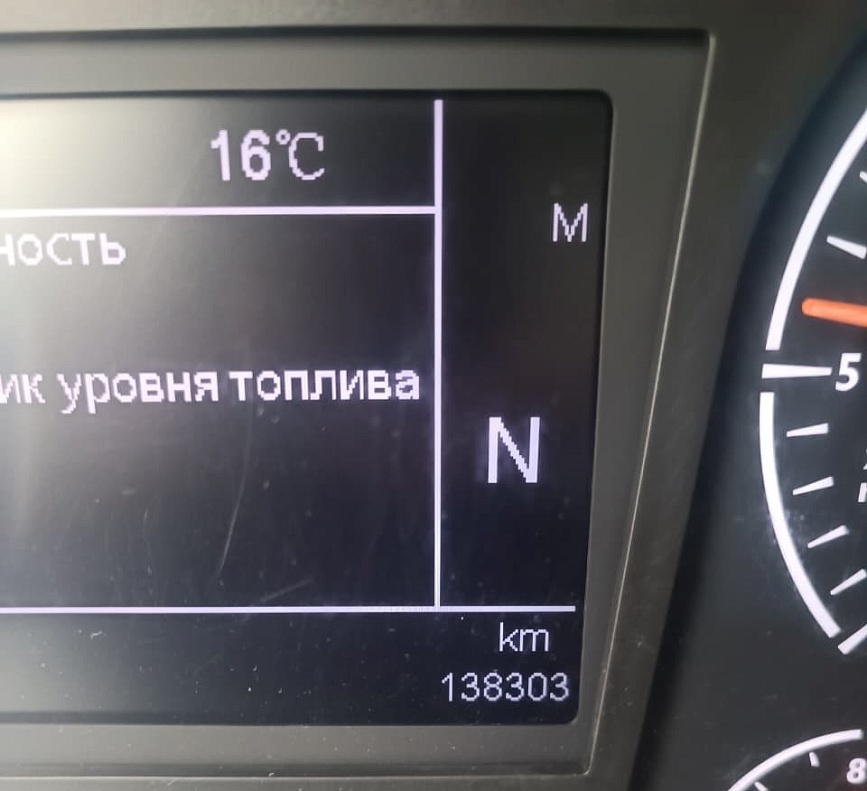 16°C
M
ность
ик уровня топлива
N
5
km
138303
8